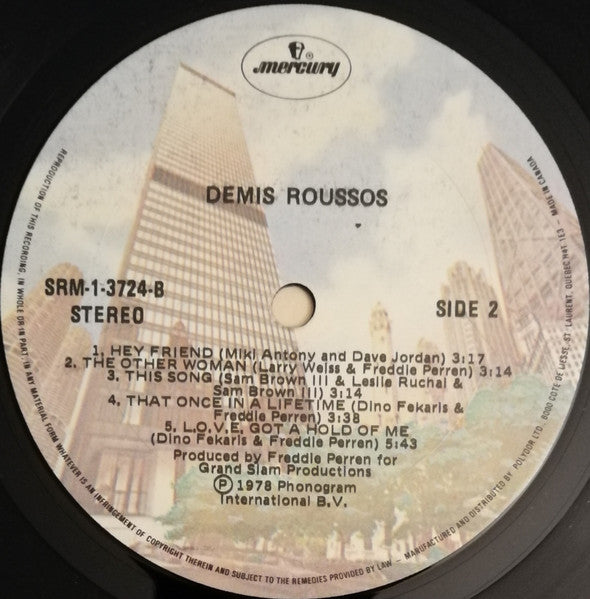 mercury ®
DEMIS ROUSSOS
SRM-1-3724-B
STEREO
SIDE 2
1. HEY FRIEND (Miki Antony and Dave Jordan) 3:17
2. THE OTHER WOMAN (Larry Weiss & Freddie Perren) 3:14
3. THIS SONG (Sam Brown III & Leslie Ruchal &
Sam Brown III) 3:14
4. THAT ONCE IN A LIFETIME (Dino Fekaris &
Freddie Perren) 3:38
5. L.O.V.E. GOT A HOLD OF ME
(Dino Fekaris & Freddie Perren) 5:43
Produced by Freddie Perren for
Grand Slam Productions
Ⓟ 1978 Phonogram
International B.V.
REPRODUCTION OF THIS RECORDING, IN WHOLE OR IN PART, IN ANY MATERIAL FORM WHATEVER IS AN INFRINGEMENT OF COPYRIGHT THEREIN AND SUBJECT TO THE REMEDIES PROVIDED BY LAW — MANUFACTURED AND DISTRIBUTED BY POLYDOR LTD. 6000 COTE DE LIESSE, ST. LAURENT, QUEBEC H4T 1E3 — MADE IN CANADA